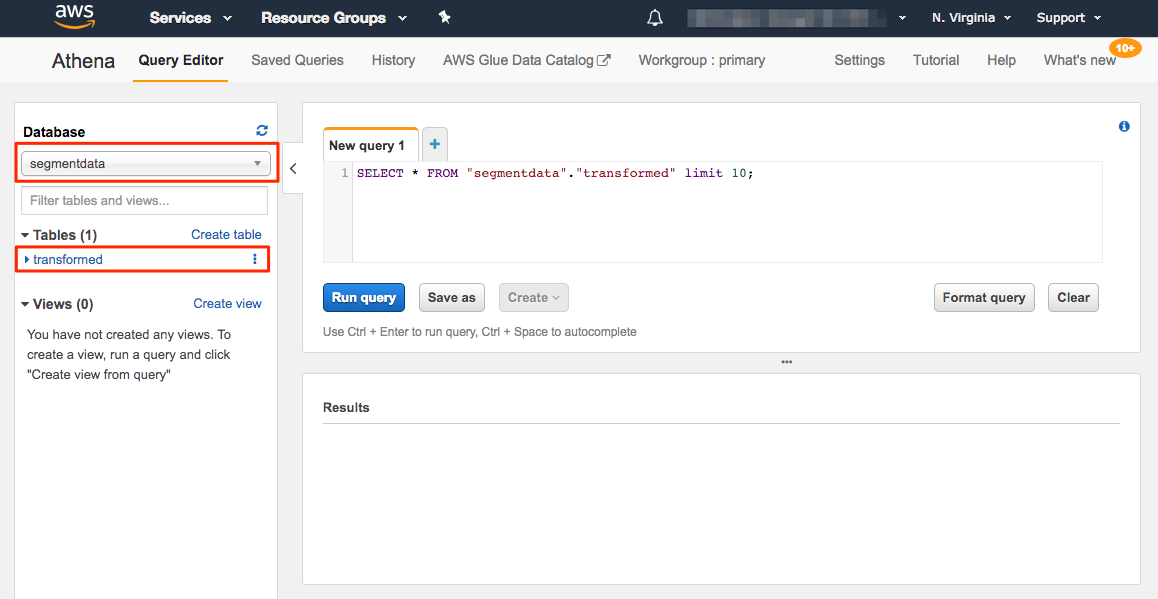 aws Services Resource Groups N. Virginia Support
Athena Query Editor Saved Queries History AWS Glue Data Catalog Workgroup : primary Settings Tutorial Help What's new 10+
Database
segmentdata
Filter tables and views...
Tables (1) Create table
transformed
Views (0) Create view
You have not created any views. To
create a view, run a query and click
"Create view from query"
New query 1 +
1 SELECT * FROM "segmentdata"."transformed" limit 10;
Run query Save as Create Format query Clear
Use Ctrl + Enter to run query, Ctrl + Space to autocomplete
Results